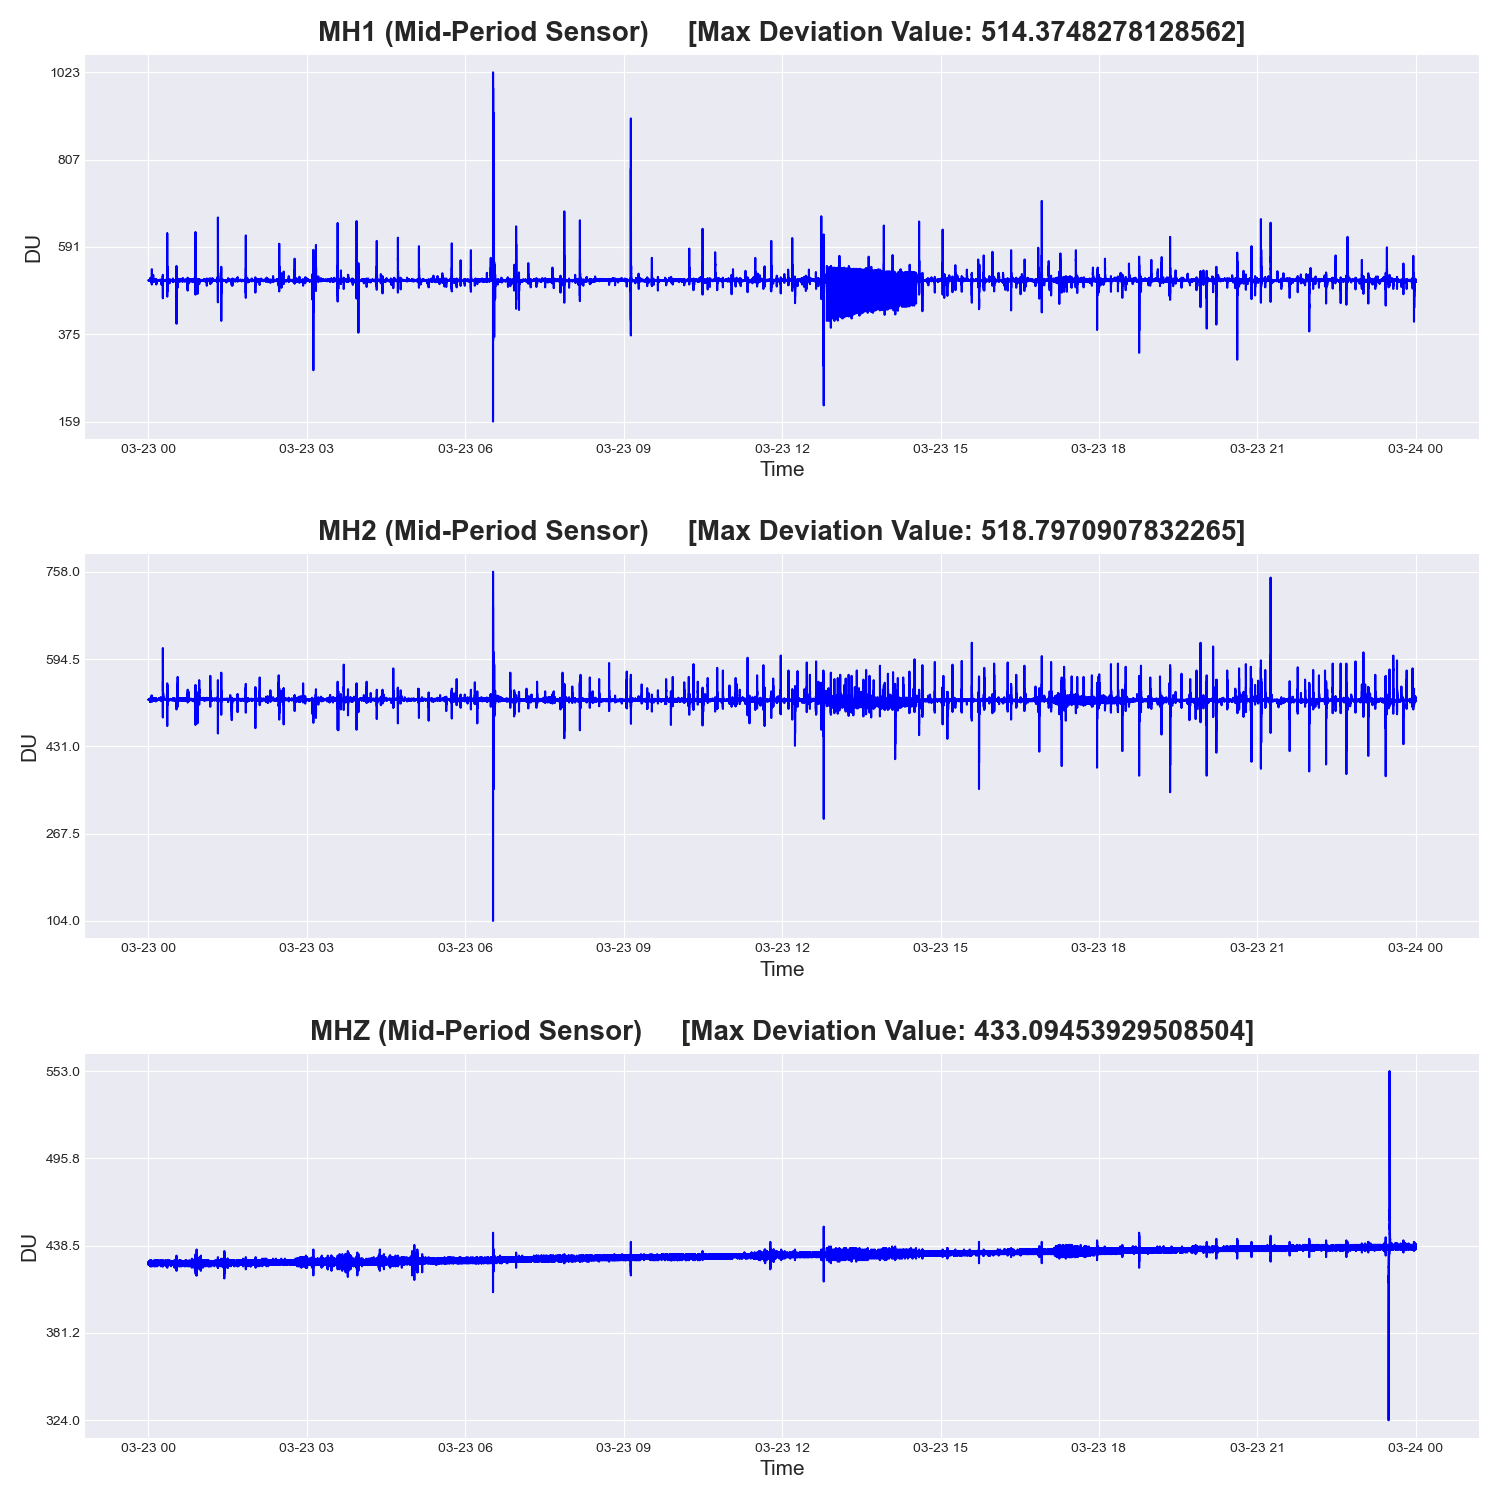 MH1 (Mid-Period Sensor) [Max Deviation Value: 514.3748278128562]
1023
807
591
375
159
DU
03-23 00 03-23 03 03-23 06 03-23 09 03-23 12 03-23 15 03-23 18 03-23 21 03-24 00
Time
MH2 (Mid-Period Sensor) [Max Deviation Value: 518.7970907832265]
758.0
594.5
431.0
267.5
104.0
DU
03-23 00 03-23 03 03-23 06 03-23 09 03-23 12 03-23 15 03-23 18 03-23 21 03-24 00
Time
MHZ (Mid-Period Sensor) [Max Deviation Value: 433.09453929508504]
553.0
495.8
438.5
381.2
324.0
DU
03-23 00 03-23 03 03-23 06 03-23 09 03-23 12 03-23 15 03-23 18 03-23 21 03-24 00
Time